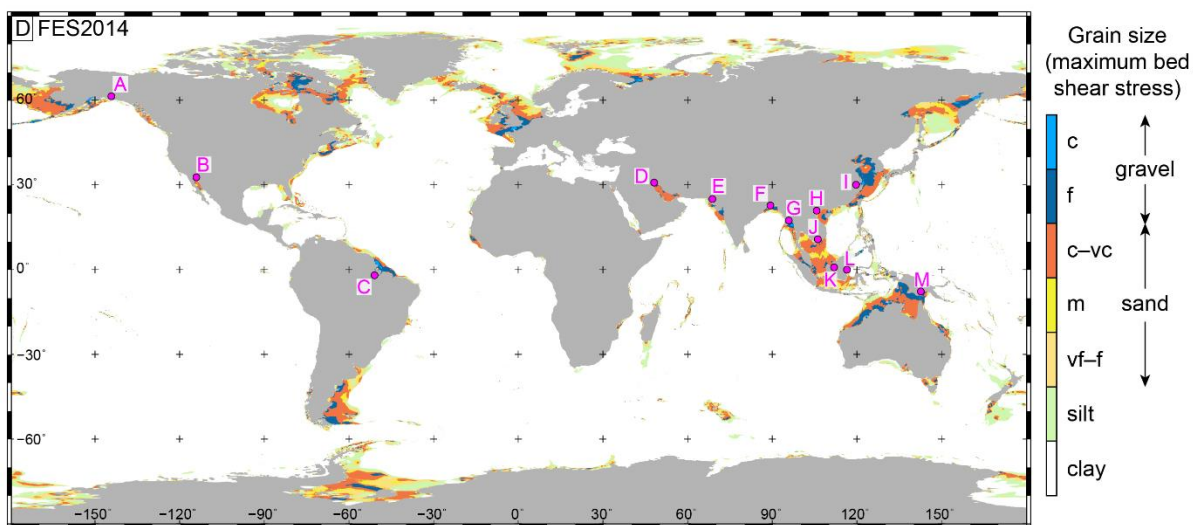 D FES2014
Grain size
(maximum bed
shear stress)
c
f
c–vc
m
vf–f
silt
clay
gravel
sand
60°
30°
0°
−30°
−60°
−150
−120
−90
−60
−30
0°
30
60
90
120
150
A
B
C
D
E
F
G
H
I
J
K
L
M